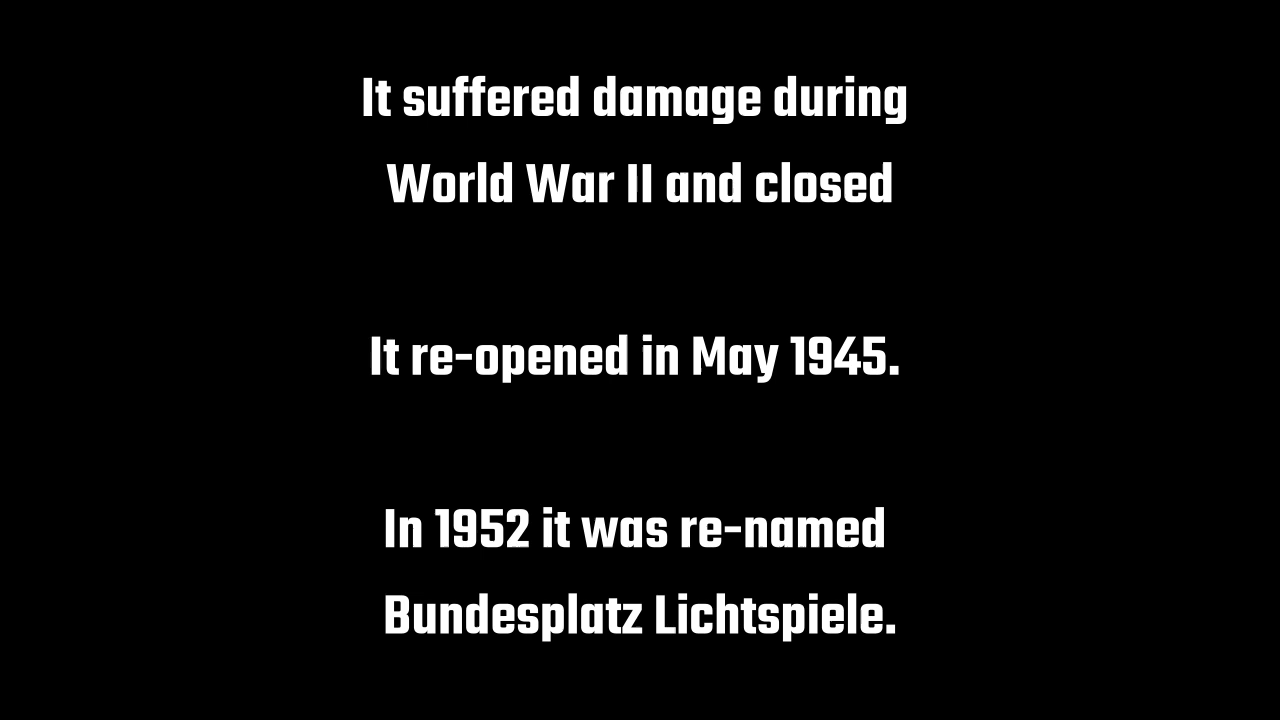 It suffered damage during
World War II and closed
It re-opened in May 1945.
In 1952 it was re-named
Bundesplatz Lichtspiele.